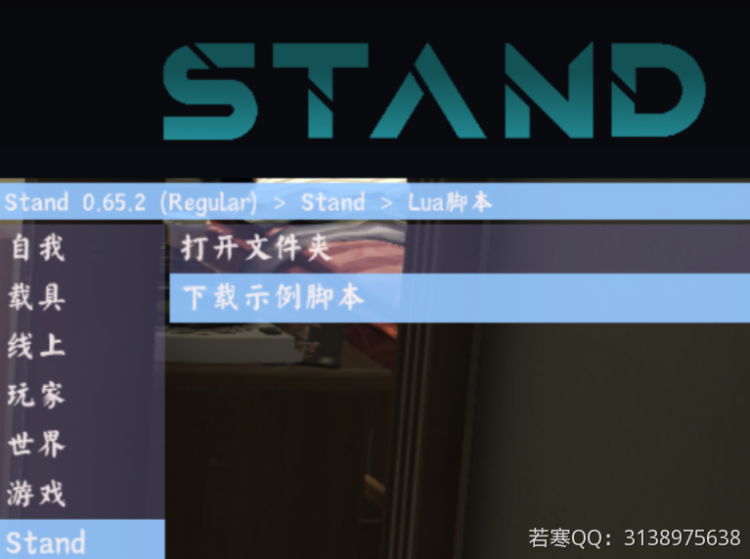 STAND
Stand 0.65.2 (Regular) > Stand > Lua脚本
自我
打开文件夹
载具
下载示例脚本
线上
玩家
世界
游戏
Stand
若寒QQ：3138975638